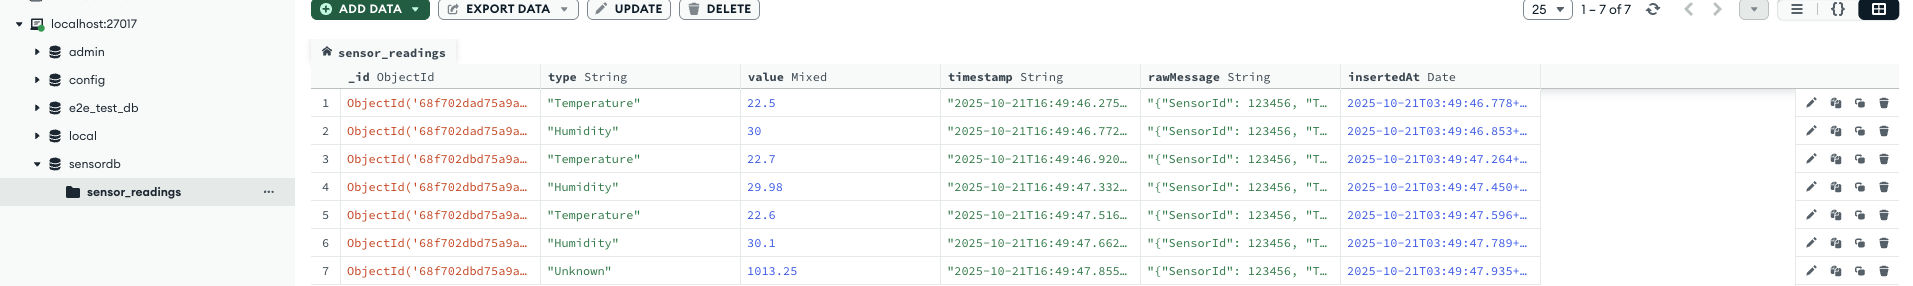 localhost:27017
admin
config
e2e_test_db
local
sensordb
sensor_readings ...
ADD DATA EXPORT DATA UPDATE DELETE 25 1 – 7 of 7 {}
sensor_readings
_id ObjectId type String value Mixed timestamp String rawMessage String insertedAt Date
1 ObjectId('68f702dad75a9a… "Temperature" 22.5 "2025-10-21T16:49:46.275… "{"SensorId": 123456, "T… 2025-10-21T03:49:46.778+…
2 ObjectId('68f702dad75a9a… "Humidity" 30 "2025-10-21T16:49:46.772… "{"SensorId": 123456, "T… 2025-10-21T03:49:46.853+…
3 ObjectId('68f702dbd75a9a… "Temperature" 22.7 "2025-10-21T16:49:46.920… "{"SensorId": 123456, "T… 2025-10-21T03:49:47.264+…
4 ObjectId('68f702dbd75a9a… "Humidity" 29.98 "2025-10-21T16:49:47.332… "{"SensorId": 123456, "T… 2025-10-21T03:49:47.450+…
5 ObjectId('68f702dbd75a9a… "Temperature" 22.6 "2025-10-21T16:49:47.516… "{"SensorId": 123456, "T… 2025-10-21T03:49:47.596+…
6 ObjectId('68f702dbd75a9a… "Humidity" 30.1 "2025-10-21T16:49:47.662… "{"SensorId": 123456, "T… 2025-10-21T03:49:47.789+…
7 ObjectId('68f702dbd75a9a… "Unknown" 1013.25 "2025-10-21T16:49:47.855… "{"SensorId": 123456, "T… 2025-10-21T03:49:47.935+…